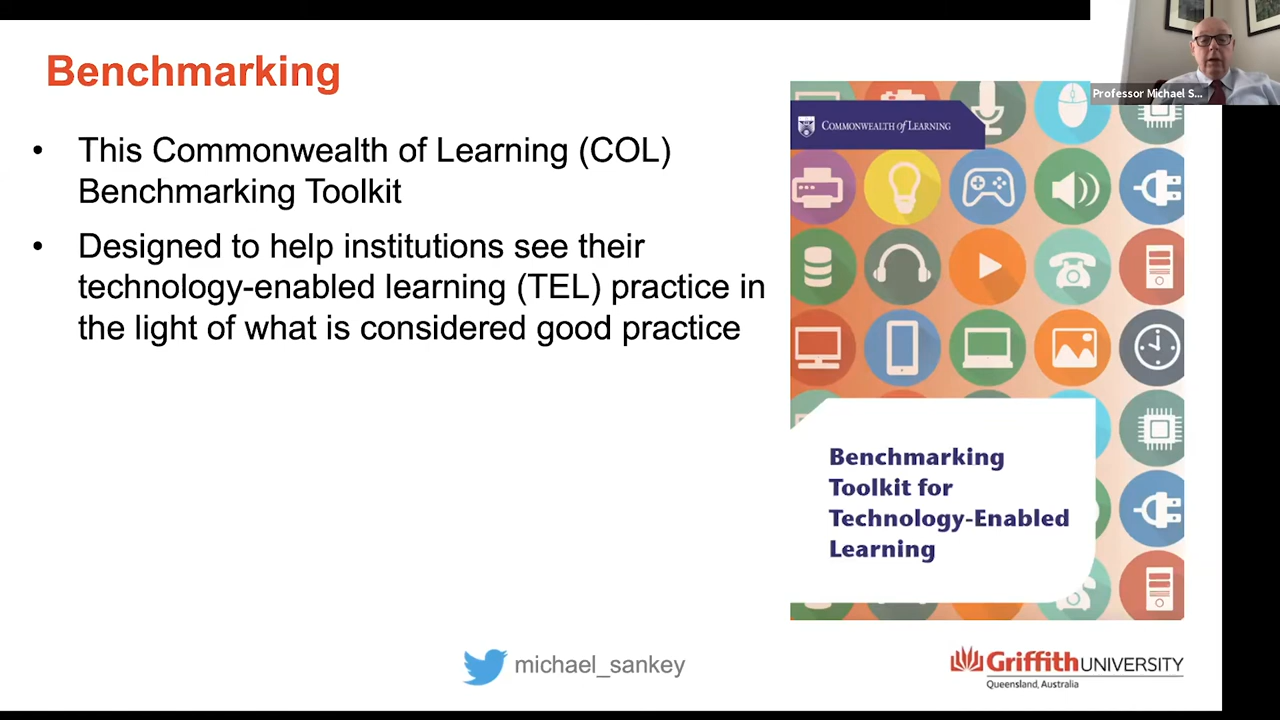 Benchmarking
• This Commonwealth of Learning (COL)
Benchmarking Toolkit
• Designed to help institutions see their
technology-enabled learning (TEL) practice in
the light of what is considered good practice
Professor Michael S...
COMMONWEALTH of LEARNING
Benchmarking
Toolkit for
Technology-Enabled
Learning
michael_sankey
Griffith UNIVERSITY
Queensland, Australia